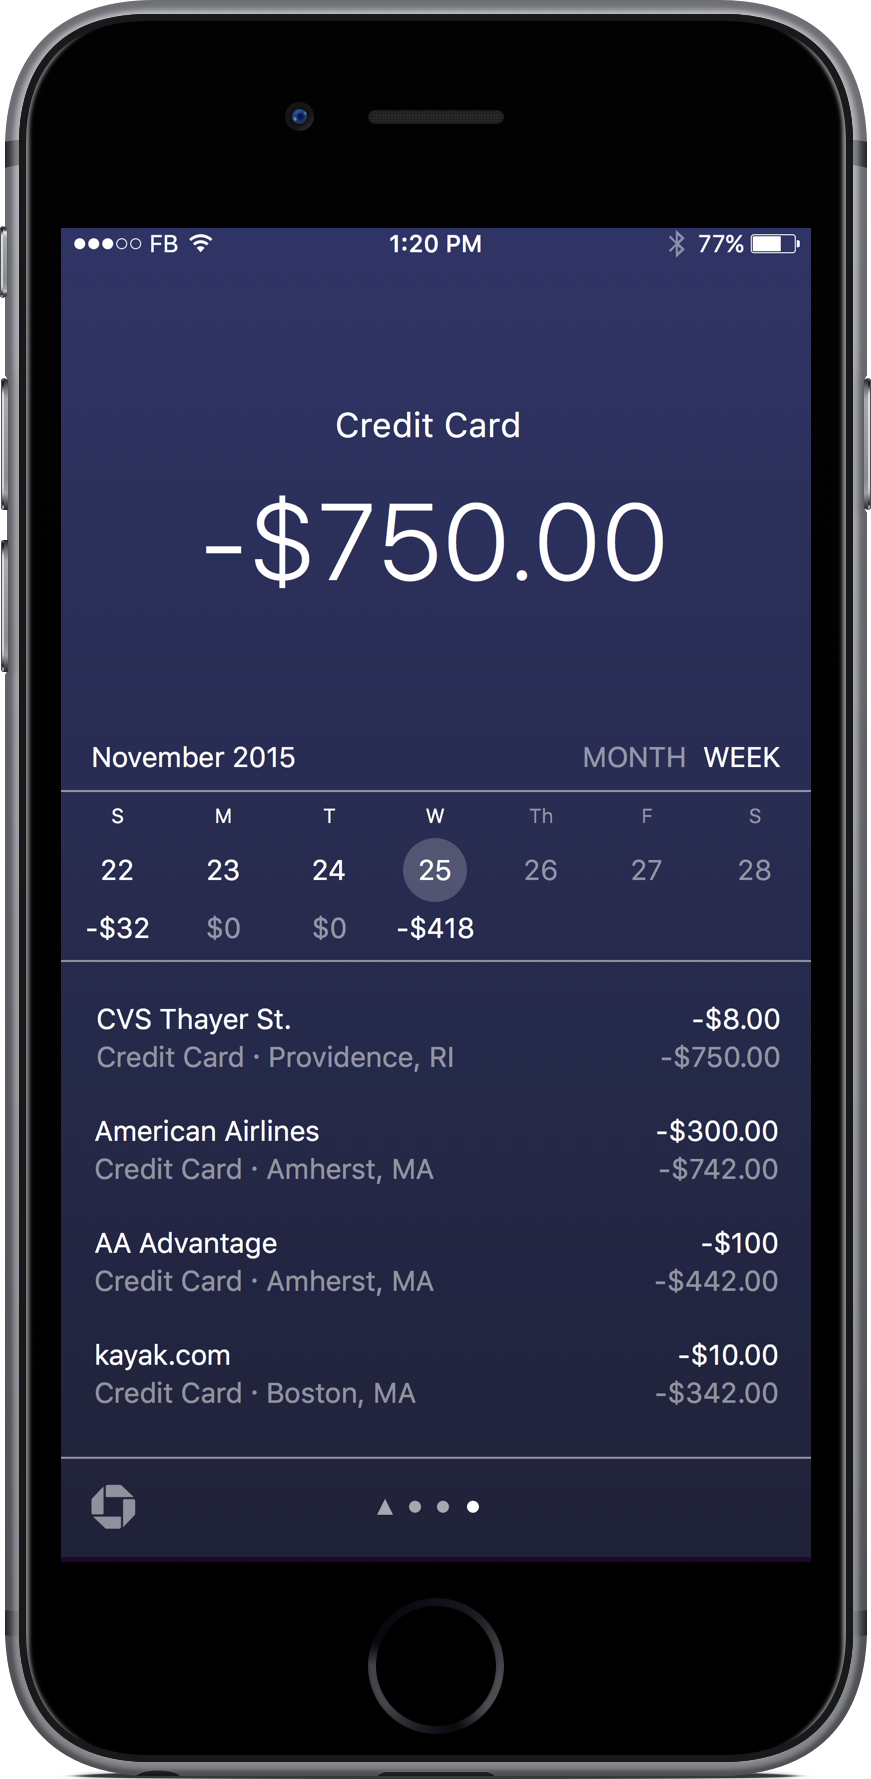 FB 1:20 PM 77%
Credit Card
-$750.00
November 2015 MONTH WEEK
S M T W Th F S
22 23 24 25 26 27 28
-$32 $0 $0 -$418
CVS Thayer St. -$8.00
Credit Card · Providence, RI -$750.00
American Airlines -$300.00
Credit Card · Amherst, MA -$742.00
AA Advantage -$100
Credit Card · Amherst, MA -$442.00
kayak.com -$10.00
Credit Card · Boston, MA -$342.00